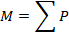 M = ∑ P